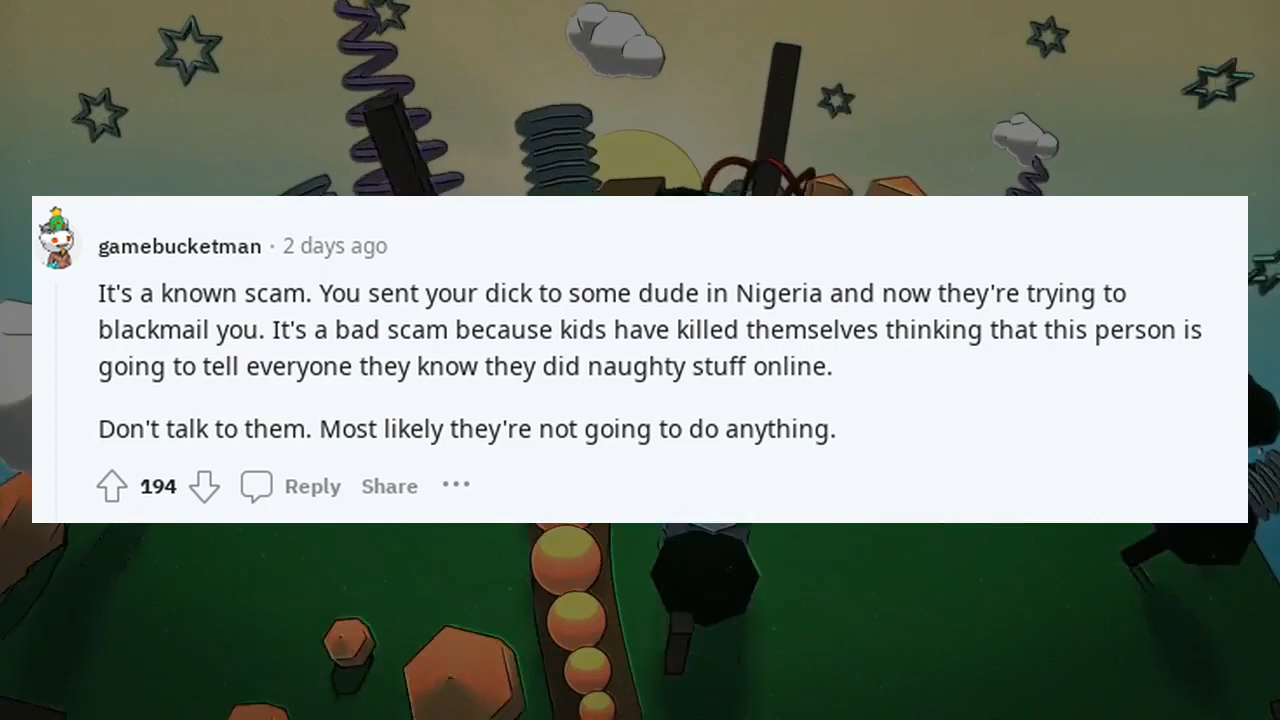 gamebucketman · 2 days ago
It's a known scam. You sent your dick to some dude in Nigeria and now they're trying to
blackmail you. It's a bad scam because kids have killed themselves thinking that this person is
going to tell everyone they know they did naughty stuff online.
Don't talk to them. Most likely they're not going to do anything.
194 Reply Share ···